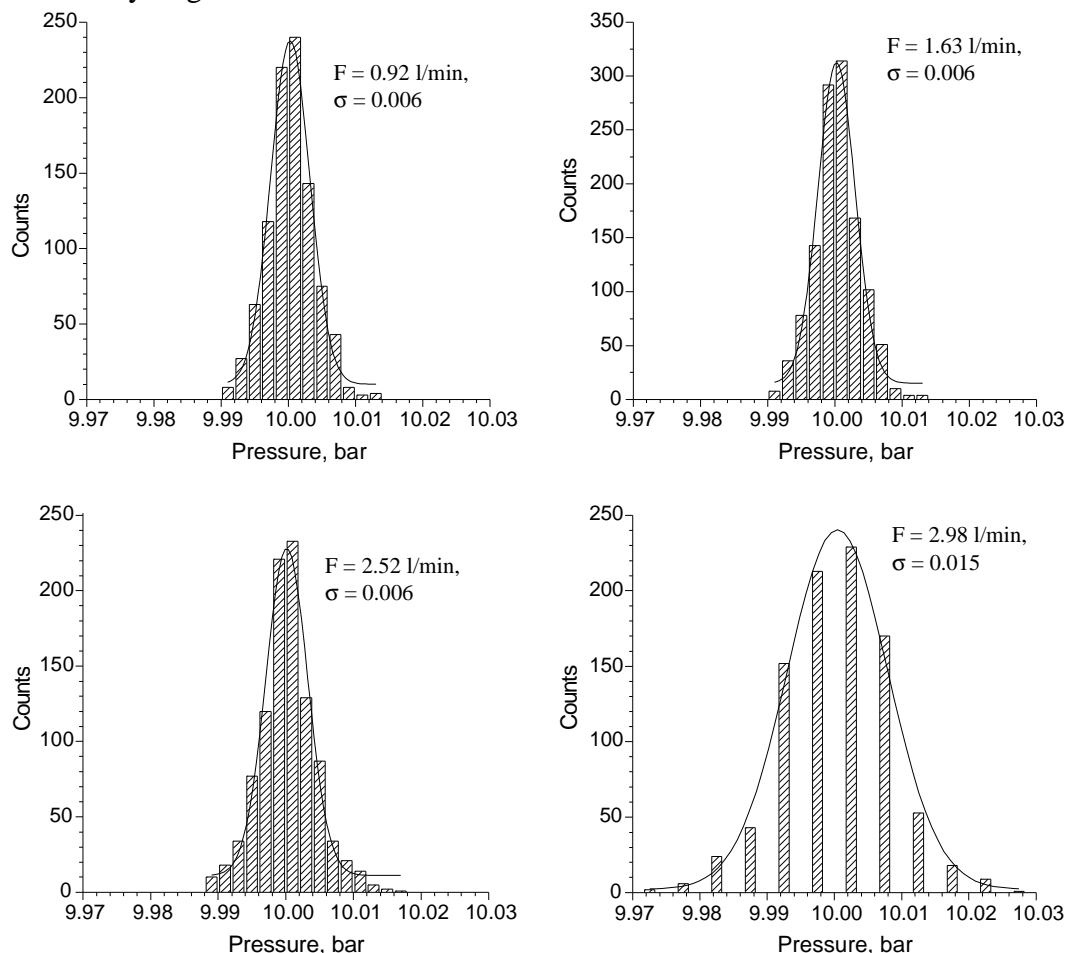 250
200
150
100
50
0
Counts
F = 0.92 l/min,
σ = 0.006
9.97 9.98 9.99 10.00 10.01 10.02 10.03
Pressure, bar
350
300
250
200
150
100
50
0
Counts
F = 1.63 l/min,
σ = 0.006
9.97 9.98 9.99 10.00 10.01 10.02 10.03
Pressure, bar
250
200
150
100
50
0
Counts
F = 2.52 l/min,
σ = 0.006
9.97 9.98 9.99 10.00 10.01 10.02 10.03
Pressure, bar
250
200
150
100
50
0
Counts
F = 2.98 l/min,
σ = 0.015
9.97 9.98 9.99 10.00 10.01 10.02 10.03
Pressure, bar